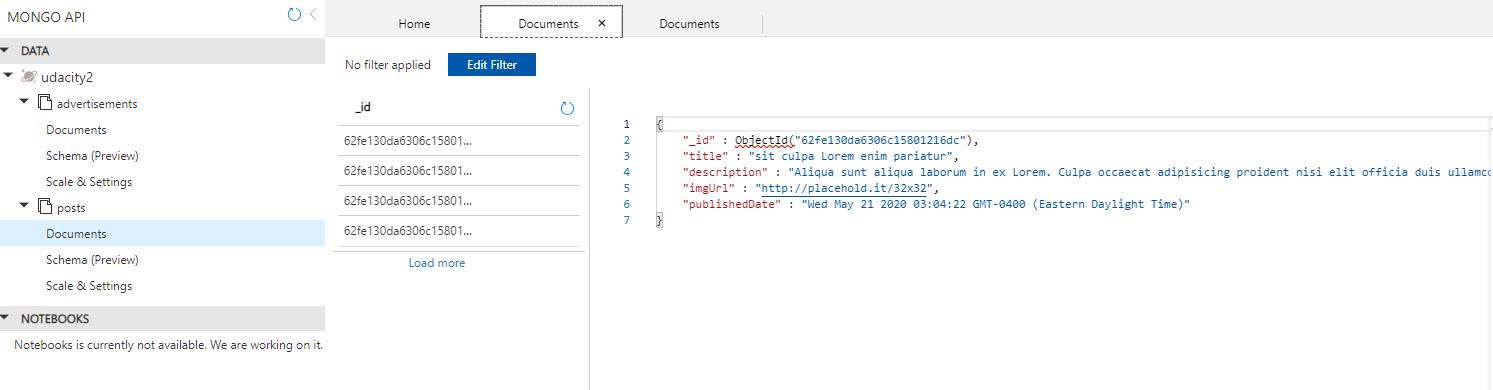 MONGO API
DATA
udacity2
advertisements
Documents
Schema (Preview)
Scale & Settings
posts
Documents
Schema (Preview)
Scale & Settings
NOTEBOOKS
Notebooks is currently not available. We are working on it.
Home
Documents ×
Documents
No filter applied
Edit Filter
_id
62fe130da6306c15801...
62fe130da6306c15801...
62fe130da6306c15801...
62fe130da6306c15801...
Load more
1 {
2 "_id" : ObjectId("62fe130da6306c15801216dc"),
3 "title" : "sit culpa Lorem enim pariatur",
4 "description" : "Aliqua sunt aliqua laborum in ex Lorem. Culpa occaecat adipisicing proident nisi elit officia duis ullamco
5 "imgUrl" : "http://placehold.it/32x32",
6 "publishedDate" : "Wed May 21 2020 03:04:22 GMT-0400 (Eastern Daylight Time)"
7 }